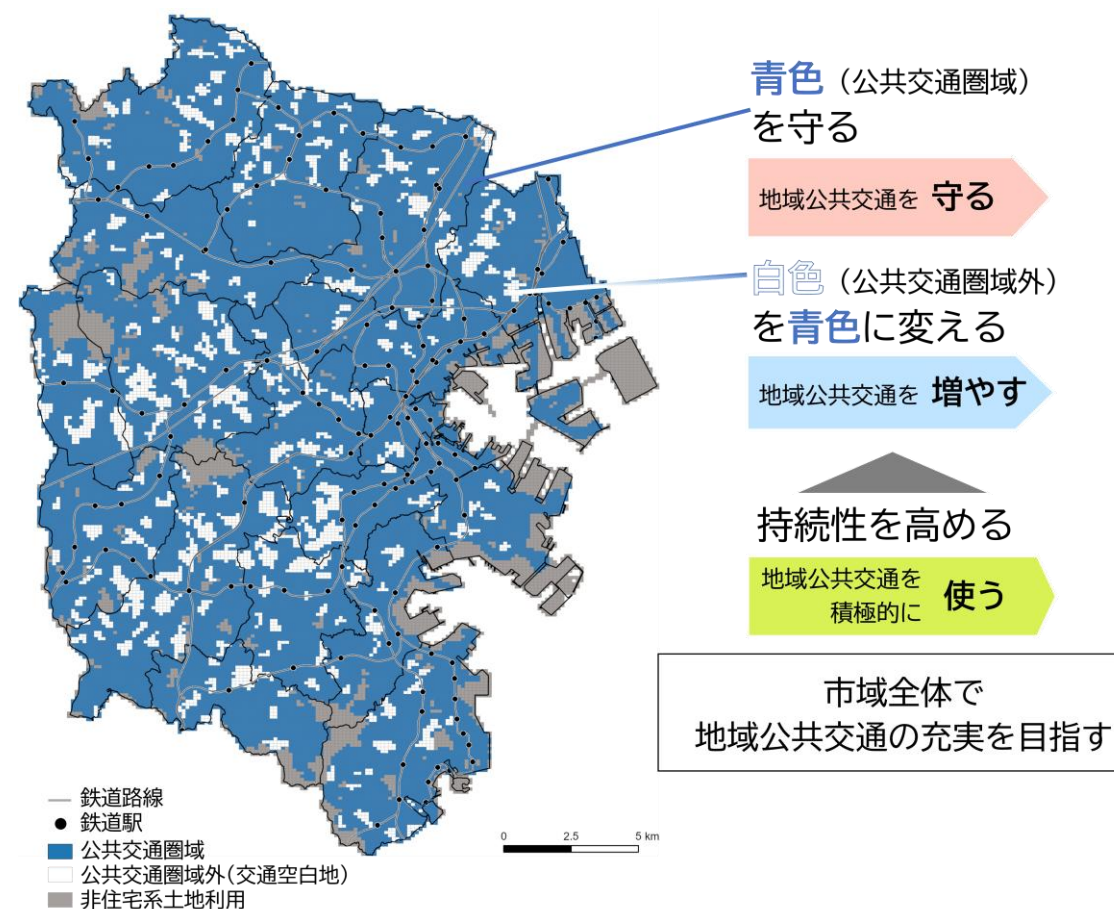 青色（公共交通圏域）
を守る
地域公共交通を 守る
白色（公共交通圏域外）
を青色に変える
地域公共交通を 増やす
持続性を高める
地域公共交通を
積極的に 使う
市域全体で
地域公共交通の充実を目指す
鉄道路線
鉄道駅
公共交通圏域
公共交通圏域外（交通空白地）
非住宅系土地利用
0 2.5 5 km